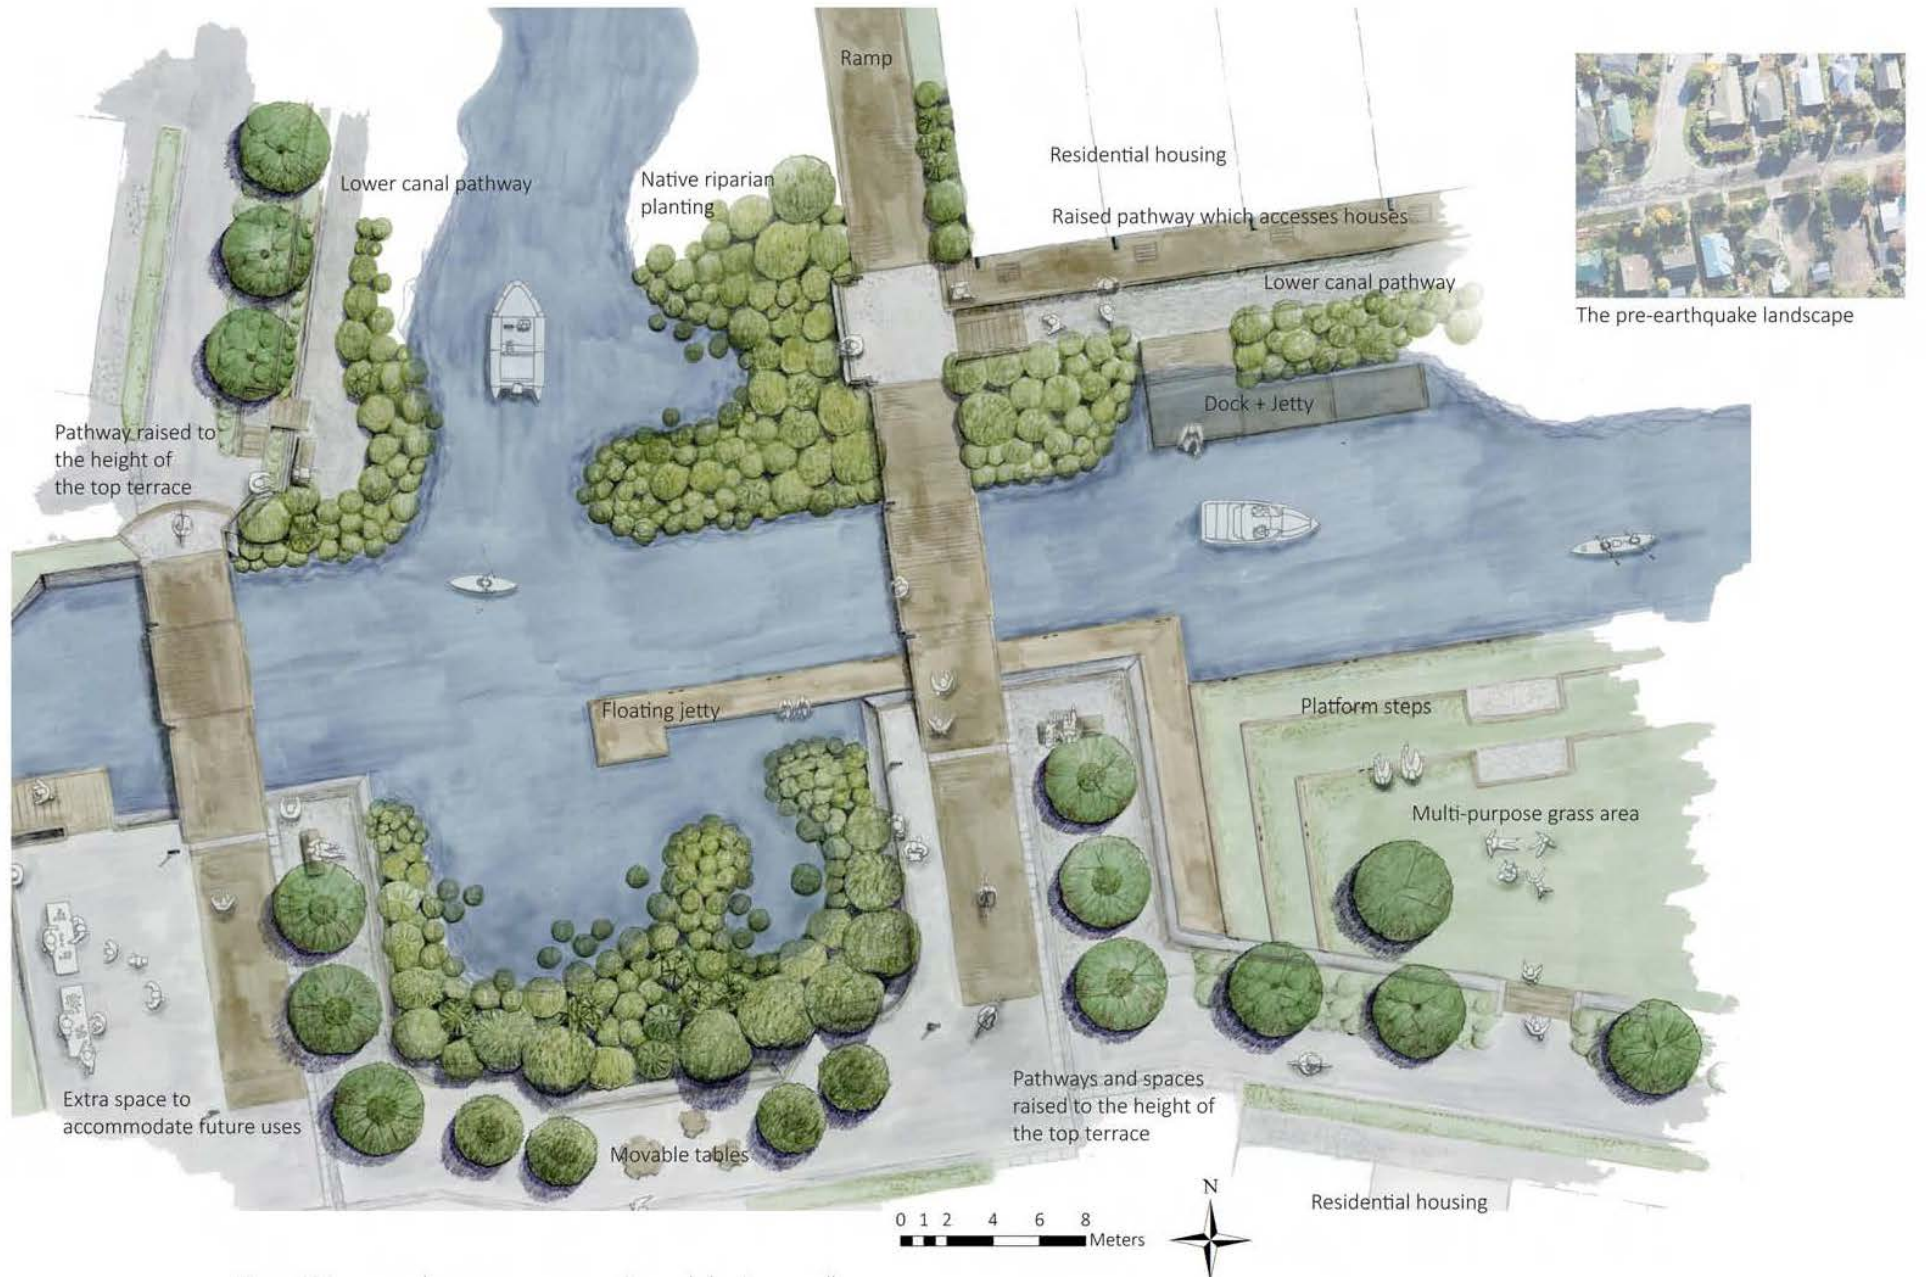 Ramp
Residential housing
Lower canal pathway
Native riparian
planting
Raised pathway which accesses houses
Lower canal pathway
The pre-earthquake landscape
Dock + Jetty
Pathway raised to
the height of
the top terrace
Floating jetty
Platform steps
Multi-purpose grass area
Extra space to
accommodate future uses
Pathways and spaces
raised to the height of
the top terrace
Movable tables
Residential housing
N
0 1 2 4 6 8
Meters